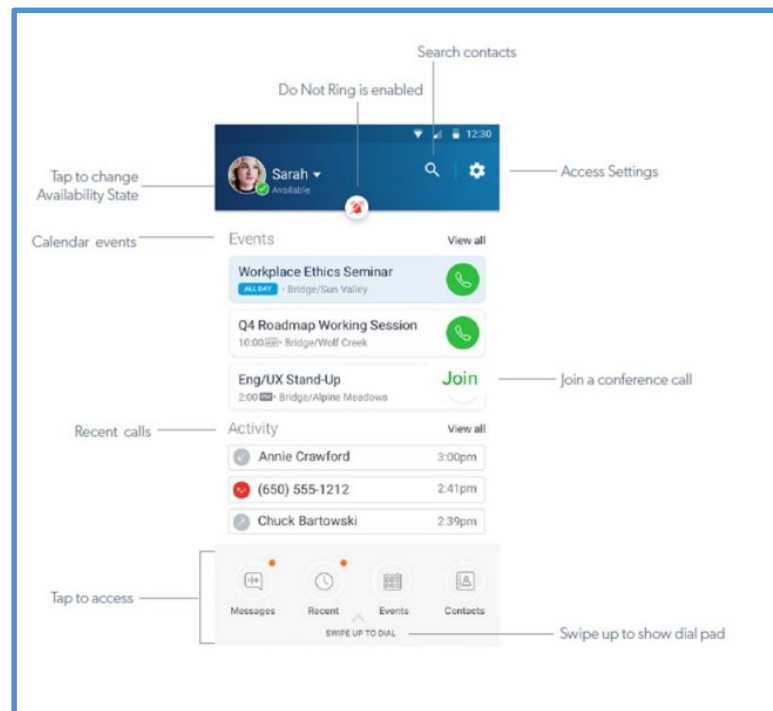 Search contacts
Do Not Ring is enabled
12:30
Tap to change
Availability State
Sarah
Available
Access Settings
Calendar events
Events
View all
Workplace Ethics Seminar
ALL DAY • Bridge/Sun Valley
Q4 Roadmap Working Session
10:00 AM • Bridge/Wolf Creek
Eng/UX Stand-Up
2:00 PM • Bridge/Alpine Meadows
Join
Join a conference call
Recent calls
Activity
View all
Annie Crawford
3:00pm
(650) 555-1212
2:41pm
Chuck Bartowski
2:39pm
Tap to access
Messages
Recent
Events
Contacts
SWIPE UP TO DIAL
Swipe up to show dial pad